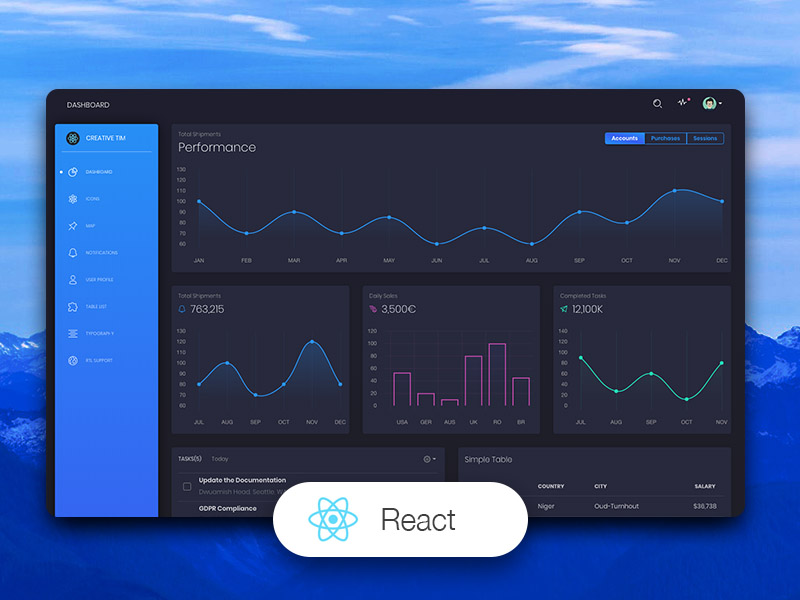 DASHBOARD
CREATIVE TIM
DASHBOARD
ICONS
MAP
NOTIFICATIONS
USER PROFILE
TABLE LIST
TYPOGRAPHY
RTL SUPPORT
Total Shipments
Performance
Accounts Purchases Sessions
130
120
110
100
90
80
70
60
JAN FEB MAR APR MAY JUN JUL AUG SEP OCT NOV DEC
Total Shipments
763,215
130
120
110
100
90
80
70
60
JUL AUG SEP OCT NOV DEC
Daily Sales
3,500€
120
100
80
60
40
20
0
USA GER AUS UK RO BR
Completed Tasks
12,100K
140
120
100
80
60
40
20
0
JUL AUG SEP OCT NOV
TASKS(5) Today
Update the Documentation
Dwuamish Head, Seattle,
GDPR Compliance
Simple Table
COUNTRY CITY SALARY
Niger Oud-Turnhout $36,738
React